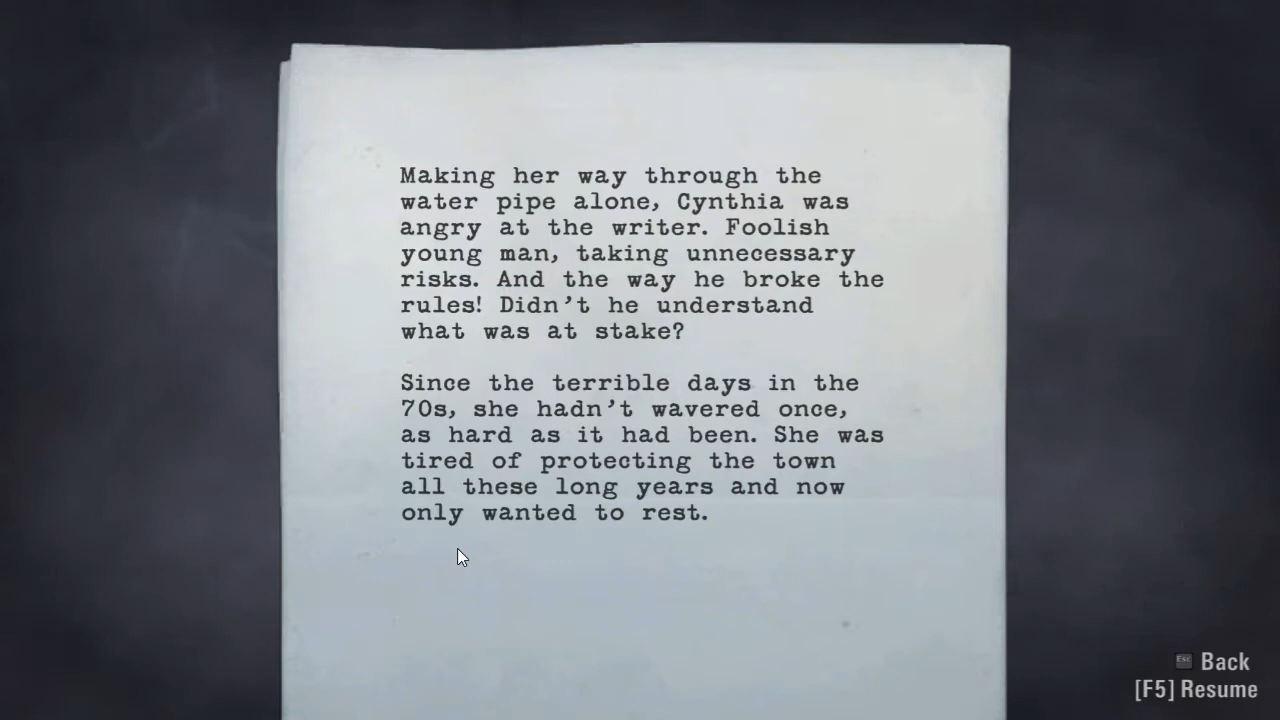 Making her way through the
water pipe alone, Cynthia was
angry at the writer. Foolish
young man, taking unnecessary
risks. And the way he broke the
rules! Didn't he understand
what was at stake?
Since the terrible days in the
70s, she hadn't wavered once,
as hard as it had been. She was
tired of protecting the town
all these long years and now
only wanted to rest.
Esc Back
[F5] Resume